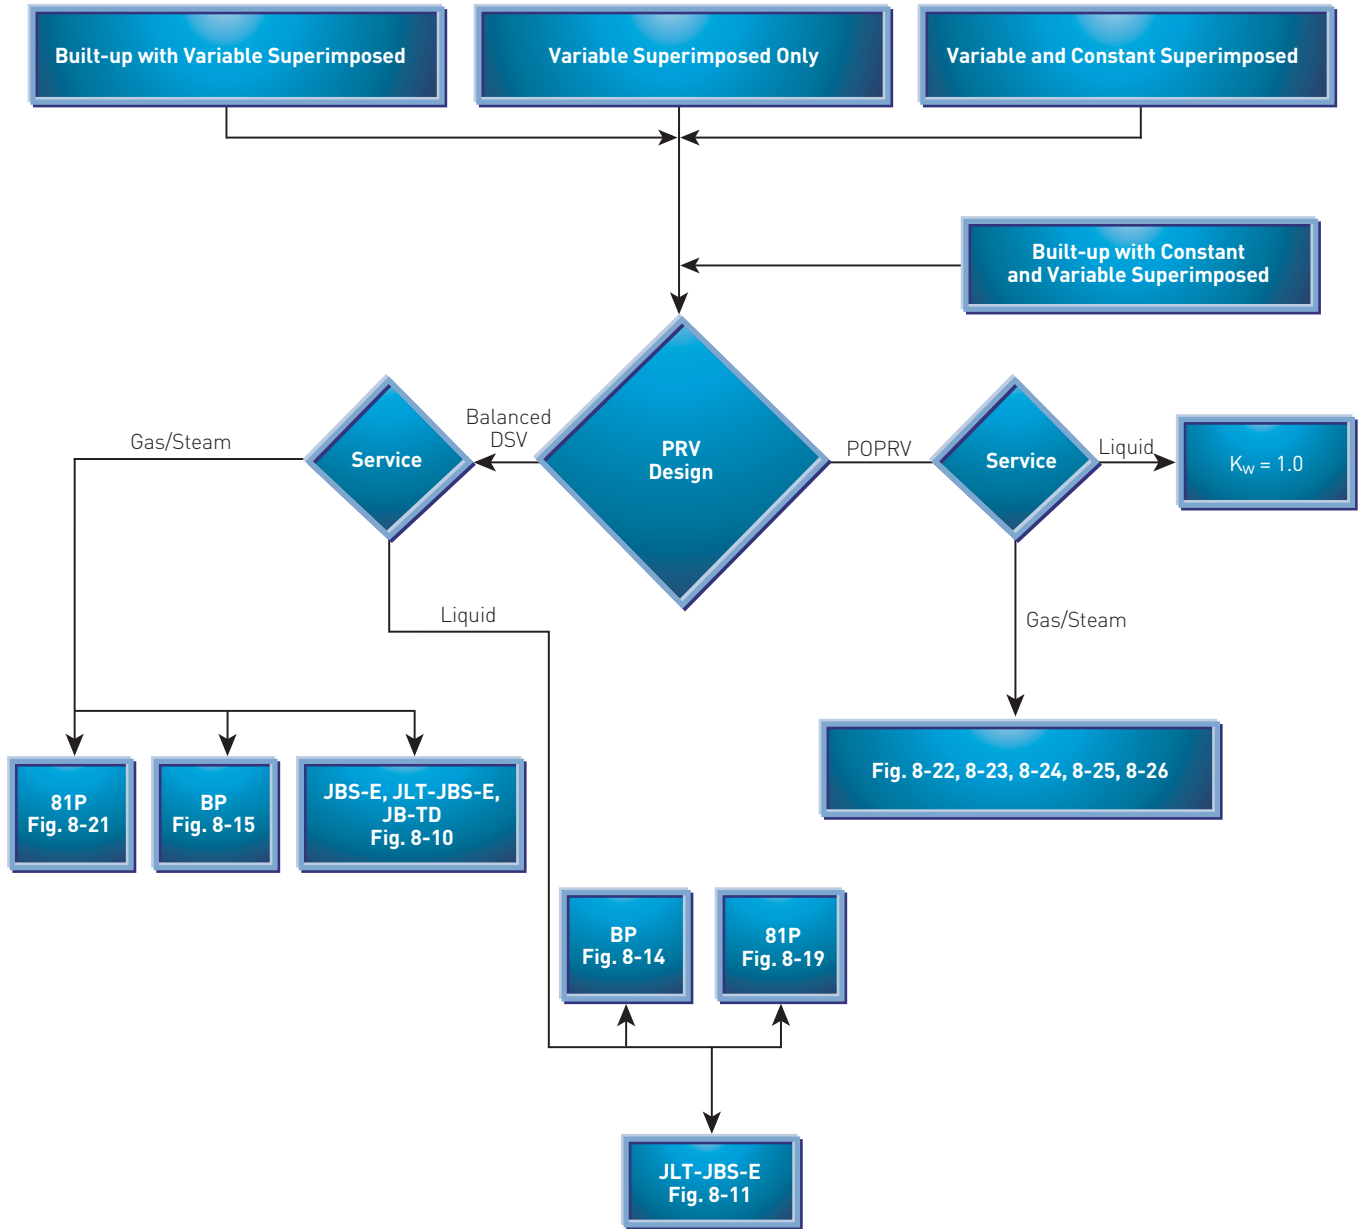 Built-up with Variable Superimposed
Variable Superimposed Only
Variable and Constant Superimposed
Built-up with Constant
and Variable Superimposed
Balanced
DSV
Gas/Steam
Service
PRV
Design
POPRV
Service
Liquid
Kw = 1.0
Liquid
Gas/Steam
81P
Fig. 8-21
BP
Fig. 8-15
JBS-E, JLT-JBS-E,
JB-TD
Fig. 8-10
Fig. 8-22, 8-23, 8-24, 8-25, 8-26
BP
Fig. 8-14
81P
Fig. 8-19
JLT-JBS-E
Fig. 8-11